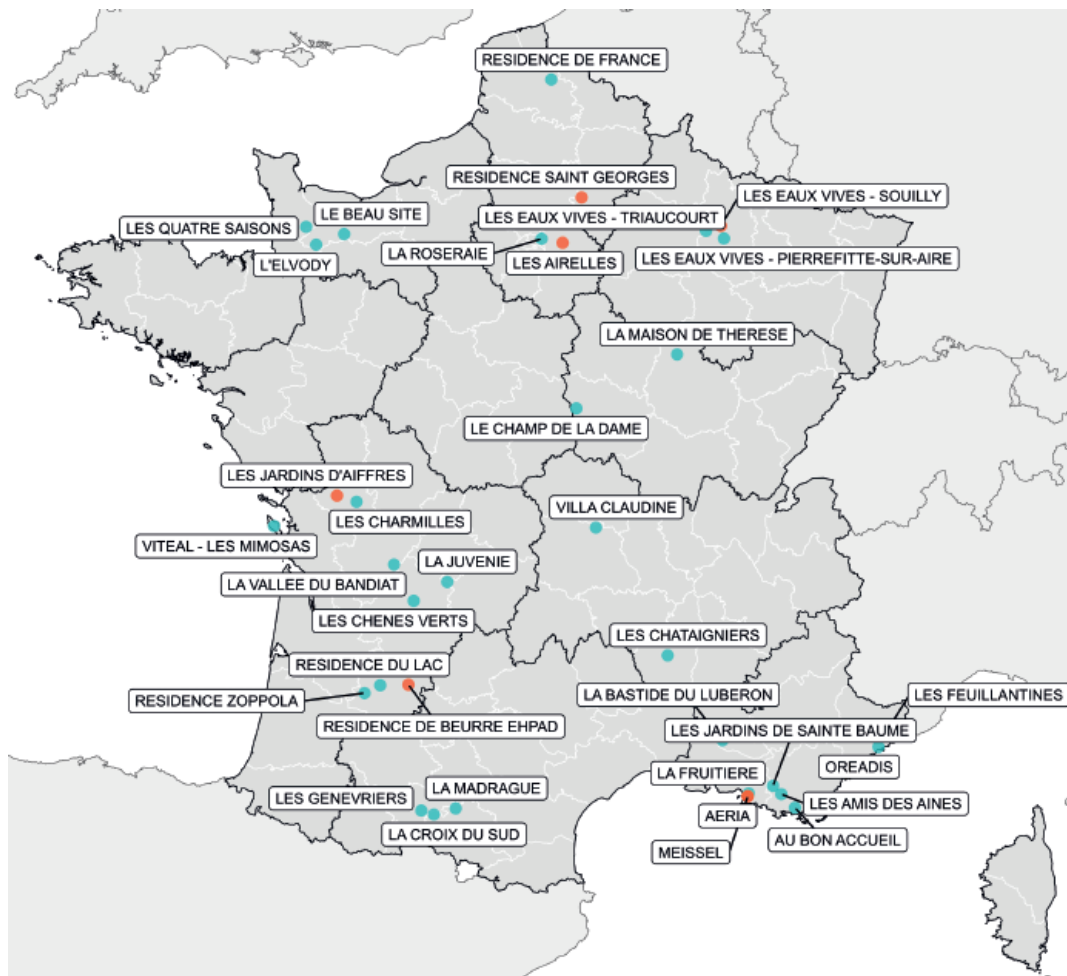 RESIDENCE DE FRANCE
RESIDENCE SAINT GEORGES
LES EAUX VIVES - SOUILLY
LES EAUX VIVES - TRIAUCOURT
LE BEAU SITE
LES QUATRE SAISONS
LA ROSERAIE
L'ELVODY
LES AIRELLES
LES EAUX VIVES - PIERREFITTE-SUR-AIRE
LA MAISON DE THERESE
LE CHAMP DE LA DAME
LES JARDINS D'AIFFRES
VILLA CLAUDINE
LES CHARMILLES
VITEAL - LES MIMOSAS
LA JUVENIE
LA VALLEE DU BANDIAT
LES CHENES VERTS
LES CHATAIGNIERS
RESIDENCE DU LAC
LA BASTIDE DU LUBERON
LES FEUILLANTINES
RESIDENCE ZOPPOLA
RESIDENCE DE BEURRE EHPAD
LES JARDINS DE SAINTE BAUME
OREADIS
LA FRUITIERE
LA MADRAGUE
LES GENEVRIERS
LES AMIS DES AINES
AERIA
LA CROIX DU SUD
AU BON ACCUEIL
MEISSEL